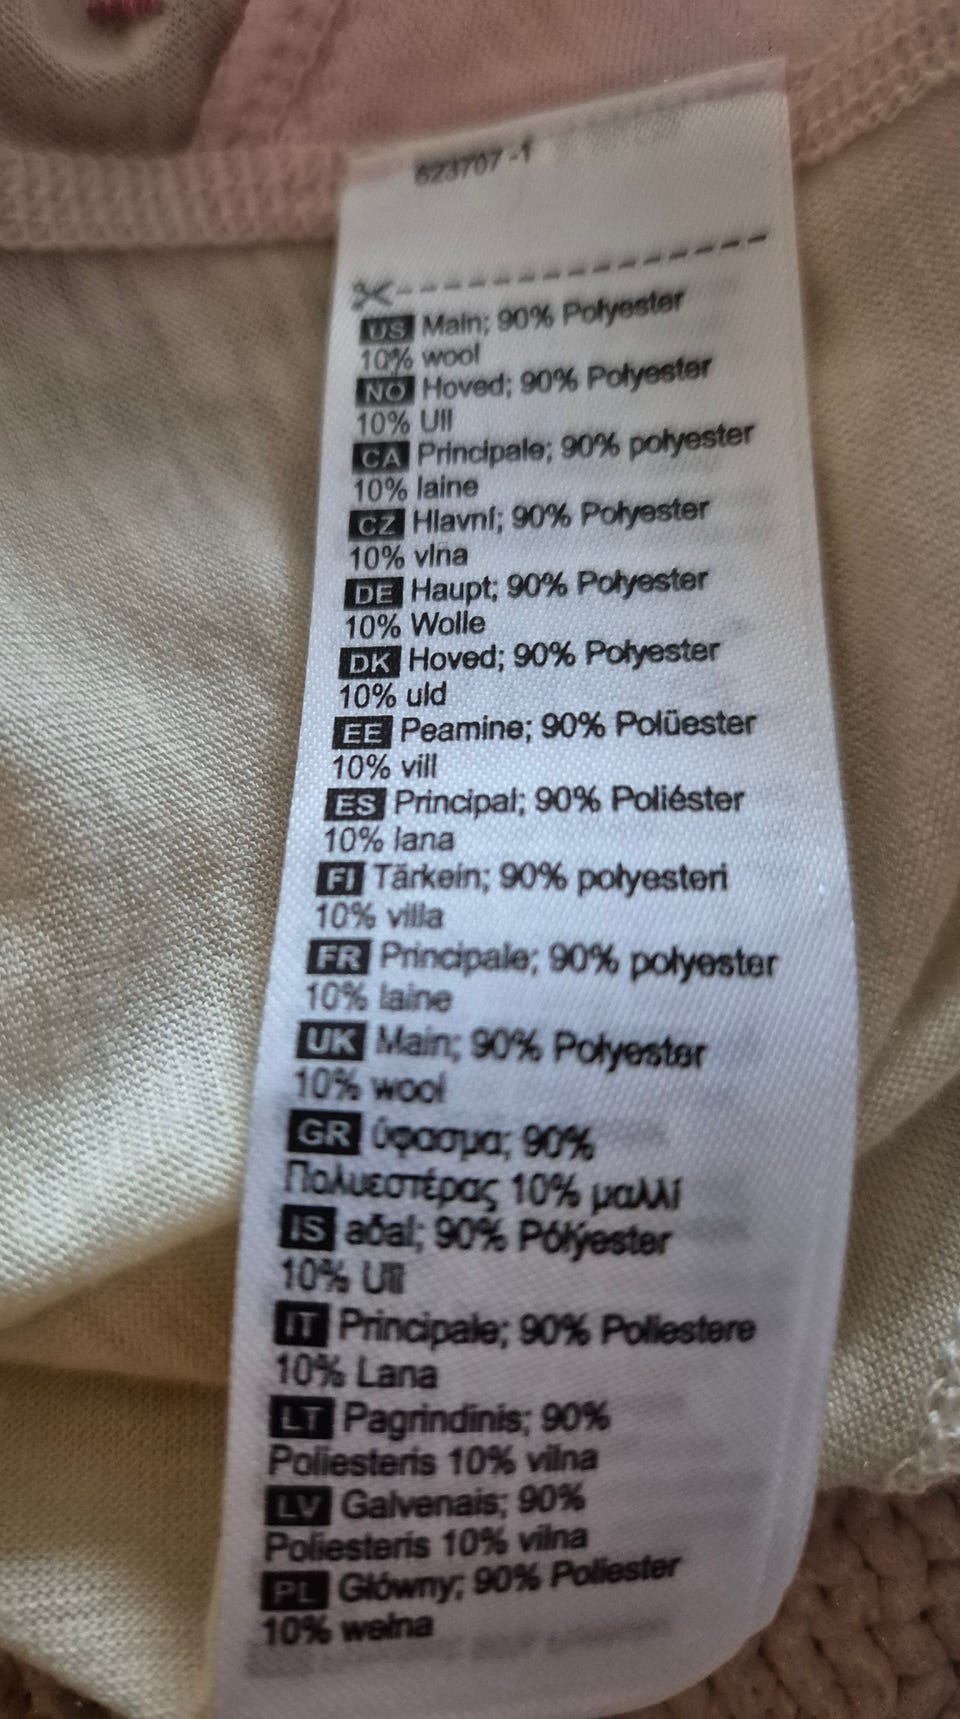 623707-1
US Main; 90% Polyester
10% wool
NO Hoved; 90% Polyester
10% Ull
CA Principale; 90% polyester
10% laine
CZ Hlavní; 90% Polyester
10% vlna
DE Haupt; 90% Polyester
10% Wolle
DK Hoved; 90% Polyester
10% uld
EE Peamine; 90% Polüester
10% vill
ES Principal; 90% Poliéster
10% lana
FI Tärkein; 90% polyesteri
10% villa
FR Principale; 90% polyester
10% laine
UK Main; 90% Polyester
10% wool
GR ύφασμα; 90%
Πολυεστέρας 10% μαλλί
IS aðal; 90% Pólýester
10% Ull
IT Principale; 90% Poliestere
10% Lana
LT Pagrindinis; 90%
Poliesteris 10% vilna
LV Galvenais; 90%
Poliesteris 10% vilna
PL Główny; 90% Poliester
10% wełna